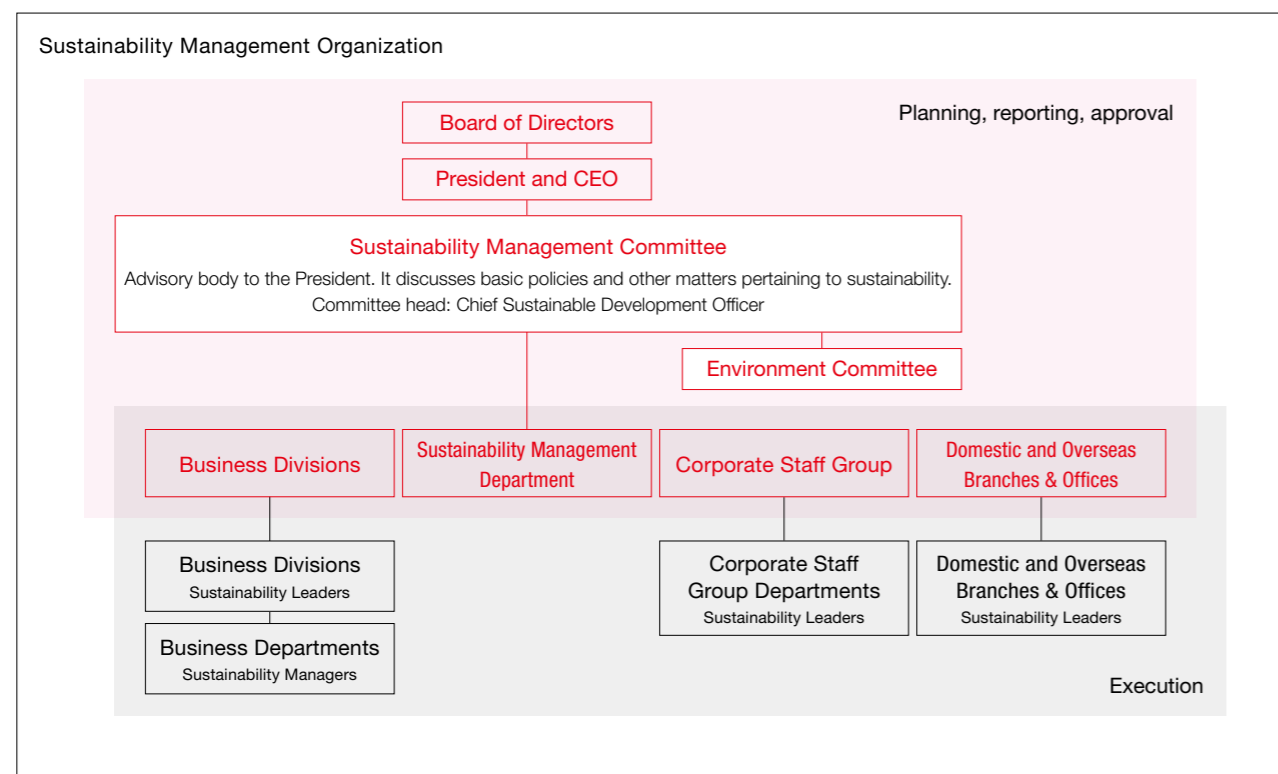 Sustainability Management Organization
Planning, reporting, approval
Board of Directors
President and CEO
Sustainability Management Committee
Advisory body to the President. It discusses basic policies and other matters pertaining to sustainability.
Committee head: Chief Sustainable Development Officer
Environment Committee
Business Divisions
Sustainability Management
Department
Corporate Staff Group
Domestic and Overseas
Branches & Offices
Business Divisions
Sustainability Leaders
Corporate Staff
Group Departments
Sustainability Leaders
Domestic and Overseas
Branches & Offices
Sustainability Leaders
Business Departments
Sustainability Managers
Execution